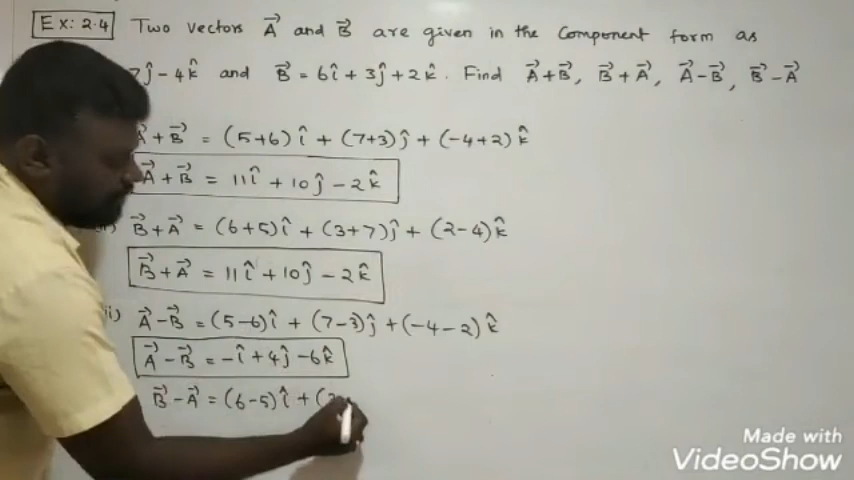 Ex: 2.4 Two vectors A⃗ and B⃗ are given in the Component form as
7ĵ - 4k̂ and B⃗ = 6î + 3ĵ + 2k̂. Find A⃗+B⃗, B⃗+A⃗, A⃗-B⃗, B⃗-A⃗
A⃗ + B⃗ = (5+6)î + (7+3)ĵ + (-4+2)k̂
A⃗ + B⃗ = 11î + 10ĵ - 2k̂
B⃗ + A⃗ = (6+5)î + (3+7)ĵ + (2-4)k̂
B⃗ + A⃗ = 11î + 10ĵ - 2k̂
ii) A⃗ - B⃗ = (5-6)î + (7-3)ĵ + (-4-2)k̂
A⃗ - B⃗ = -î + 4ĵ - 6k̂
B⃗ - A⃗ = (6-5)î + (
Made with
VideoShow